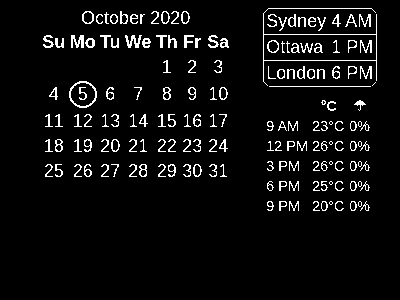 October 2020
Su Mo Tu We Th Fr Sa
1 2 3
4 5 6 7 8 9 10
11 12 13 14 15 16 17
18 19 20 21 22 23 24
25 26 27 28 29 30 31
Sydney 4 AM
Ottawa 1 PM
London 6 PM
°C ☂
9 AM 23°C 0%
12 PM 26°C 0%
3 PM 26°C 0%
6 PM 25°C 0%
9 PM 20°C 0%